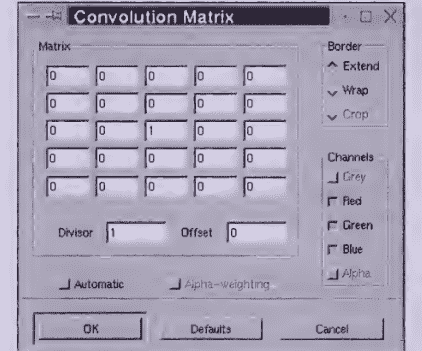 Convolution Matrix
Matrix
0 0 0 0 0
0 0 0 0 0
0 0 1 0 0
0 0 0 0 0
0 0 0 0 0
Divisor 1 Offset 0
Automatic Alpha-weighting
Border
Extend
Wrap
Crop
Channels
Grey
Red
Green
Blue
Alpha
OK Defaults Cancel